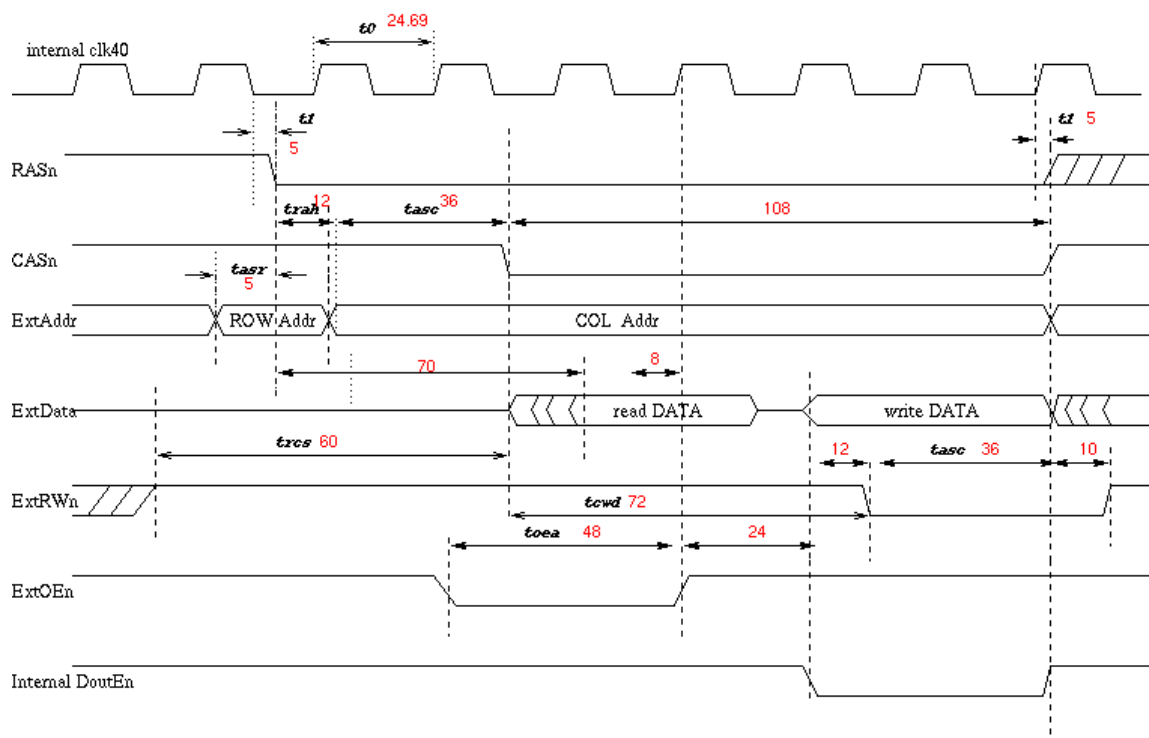 t0 24.69
internal clk40
t1 t1 5
5
RASn
trah 12 tasc 36 108
CASn
tasr
5
ExtAddr ROW Addr COL Addr
70 8
ExtData read DATA write DATA
trcs 60 12 tasc 36 10
ExtRWn tcwd 72
toea 48 24
ExtOEn
Internal DoutEn